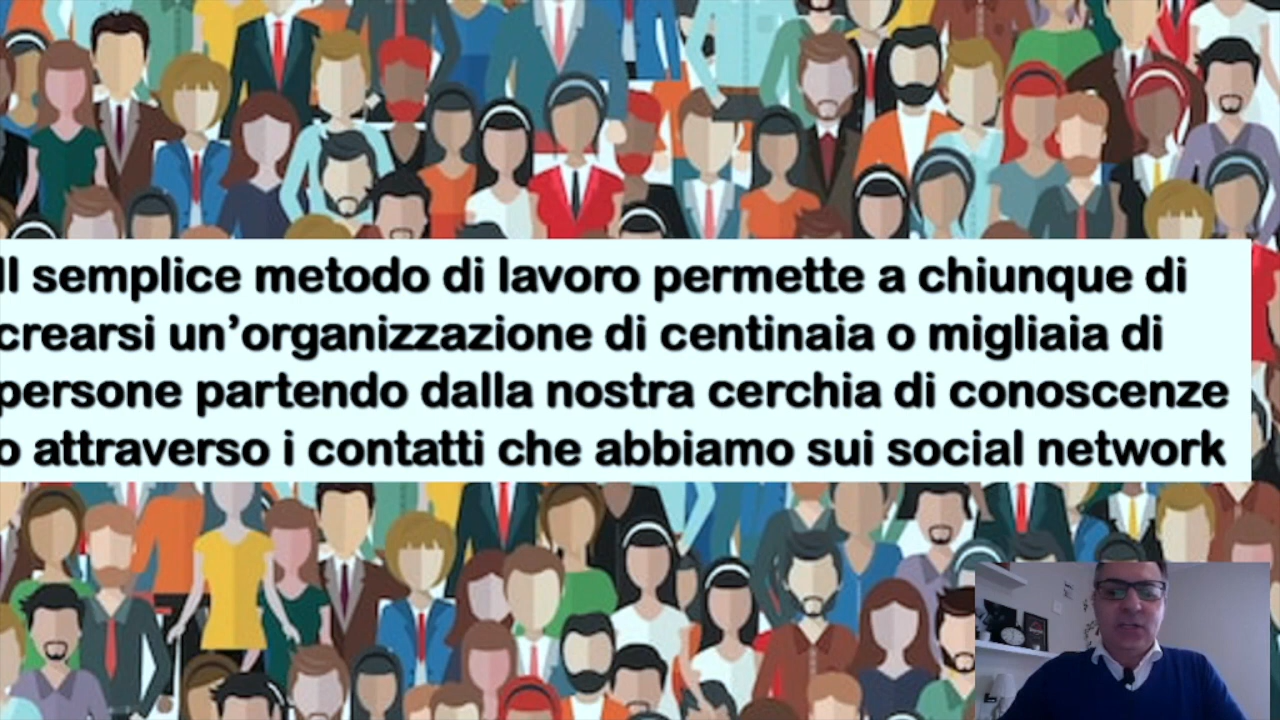 Il semplice metodo di lavoro permette a chiunque di
crearsi un’organizzazione di centinaia o migliaia di
persone partendo dalla nostra cerchia di conoscenze
o attraverso i contatti che abbiamo sui social network